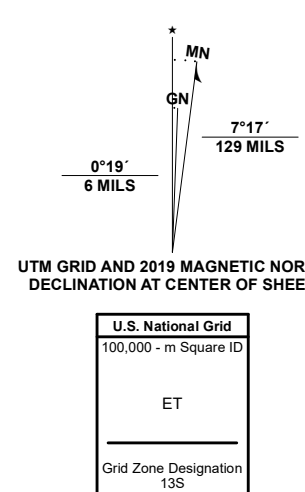 ★
MN
GN
7°17´
129 MILS
0°19´
6 MILS
UTM GRID AND 2019 MAGNETIC NOR
DECLINATION AT CENTER OF SHEE
U.S. National Grid
100,000 - m Square ID
ET
Grid Zone Designation
13S